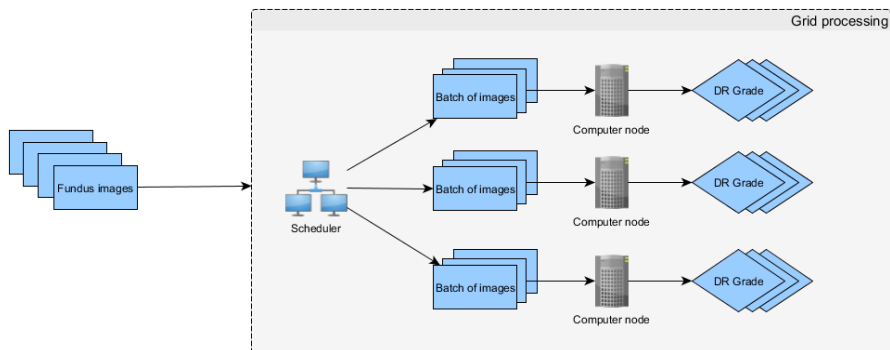 Grid processing
Fundus images
Scheduler
Batch of images
Computer node
DR Grade
Batch of images
Computer node
DR Grade
Batch of images
Computer node
DR Grade